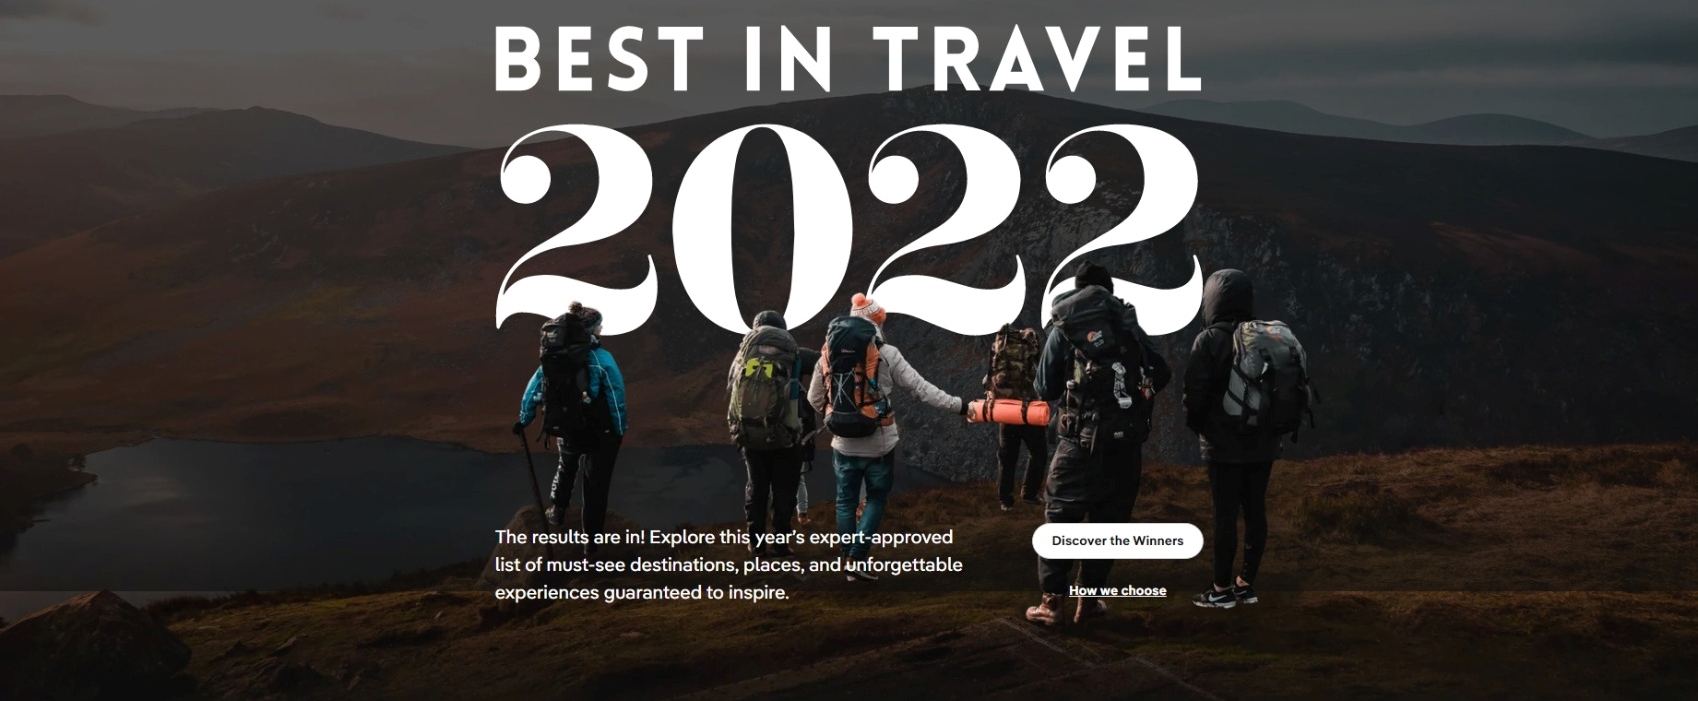 BEST IN TRAVEL
2022
The results are in! Explore this year's expert-approved
list of must-see destinations, places, and unforgettable
experiences guaranteed to inspire.
Discover the Winners
How we choose